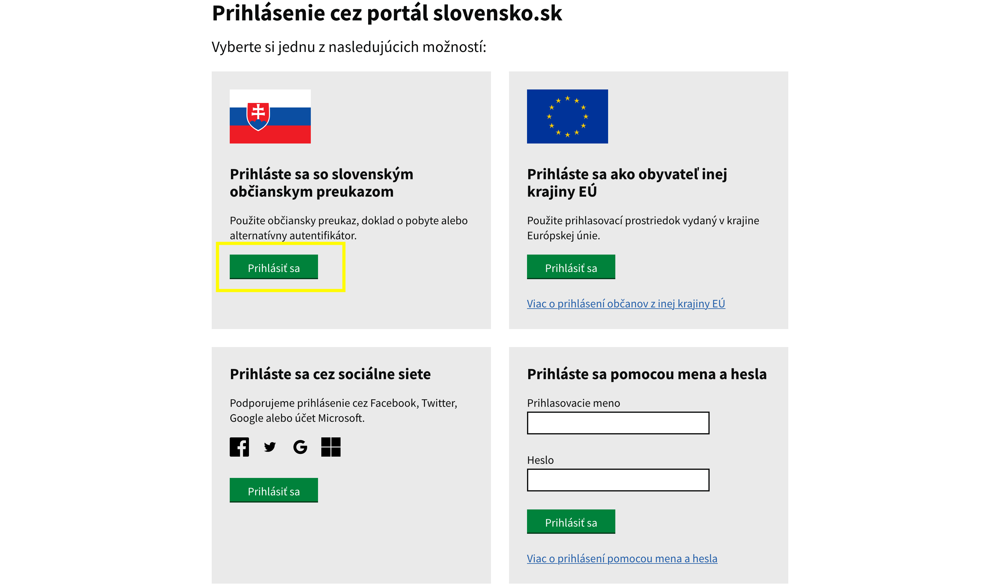 Prihlásenie cez portál slovensko.sk
Vyberte si jednu z nasledujúcich možností:
Prihláste sa so slovenským
občianskym preukazom
Použite občiansky preukaz, doklad o pobyte alebo
alternatívny autentifikátor.
Prihlásiť sa
Prihláste sa ako obyvateľ inej
krajiny EÚ
Použite prihlasovací prostriedok vydaný v krajine
Európskej únie.
Prihlásiť sa
Viac o prihlásení občanov z inej krajiny EÚ
Prihláste sa cez sociálne siete
Podporujeme prihlásenie cez Facebook, Twitter,
Google alebo účet Microsoft.
Prihlásiť sa
Prihláste sa pomocou mena a hesla
Prihlasovacie meno
Heslo
Prihlásiť sa
Viac o prihlásení pomocou mena a hesla